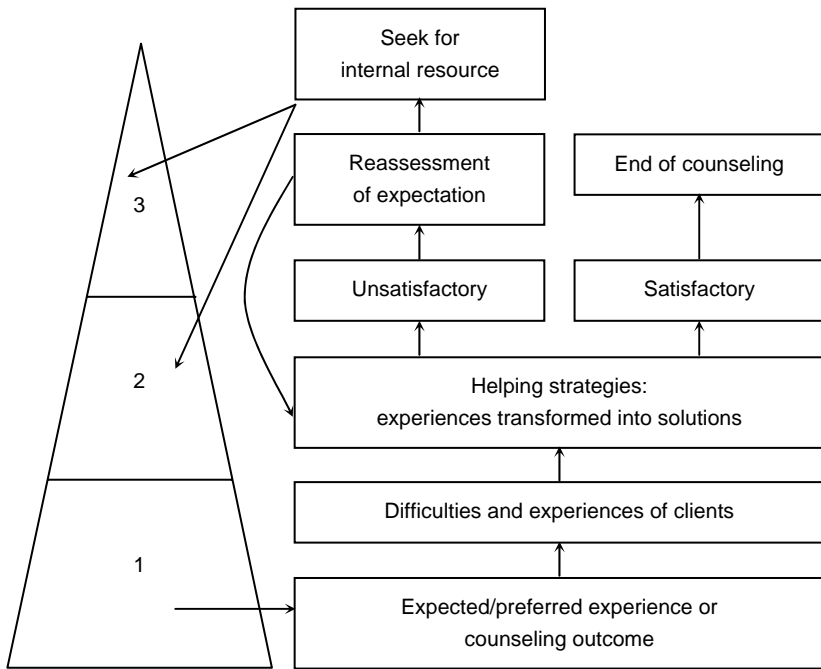 Seek for
internal resource
Reassessment
of expectation
End of counseling
3
Unsatisfactory
Satisfactory
2
Helping strategies:
experiences transformed into solutions
Difficulties and experiences of clients
1
Expected/preferred experience or
counseling outcome